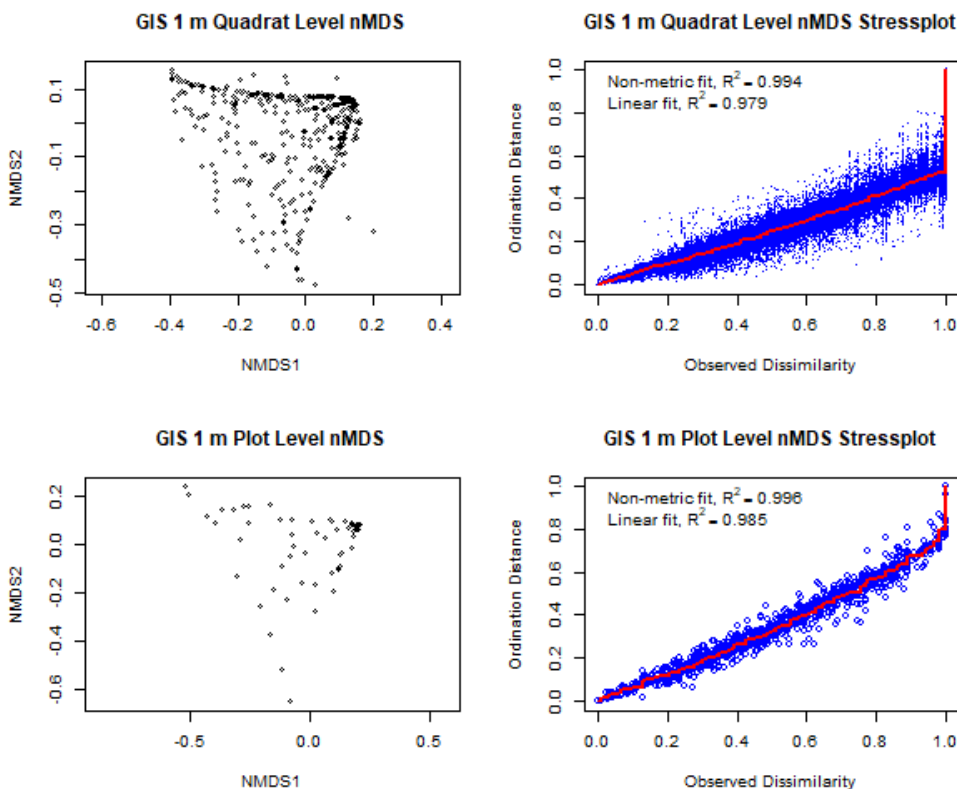 GIS 1 m Quadrat Level nMDS
NMDS2
0.1
-0.1
-0.3
-0.5
-0.6 -0.4 -0.2 0.0 0.2 0.4
NMDS1
GIS 1 m Quadrat Level nMDS Stressplot
Non-metric fit, R² = 0.994
Linear fit, R² = 0.979
Ordination Distance
1.0
0.8
0.6
0.4
0.2
0.0
0.0 0.2 0.4 0.6 0.8 1.0
Observed Dissimilarity
GIS 1 m Plot Level nMDS
NMDS2
0.2
0.0
-0.2
-0.4
-0.6
-0.5 0.0 0.5
NMDS1
GIS 1 m Plot Level nMDS Stressplot
Non-metric fit, R² = 0.996
Linear fit, R² = 0.985
Ordination Distance
1.0
0.8
0.6
0.4
0.2
0.0
0.0 0.2 0.4 0.6 0.8 1.0
Observed Dissimilarity